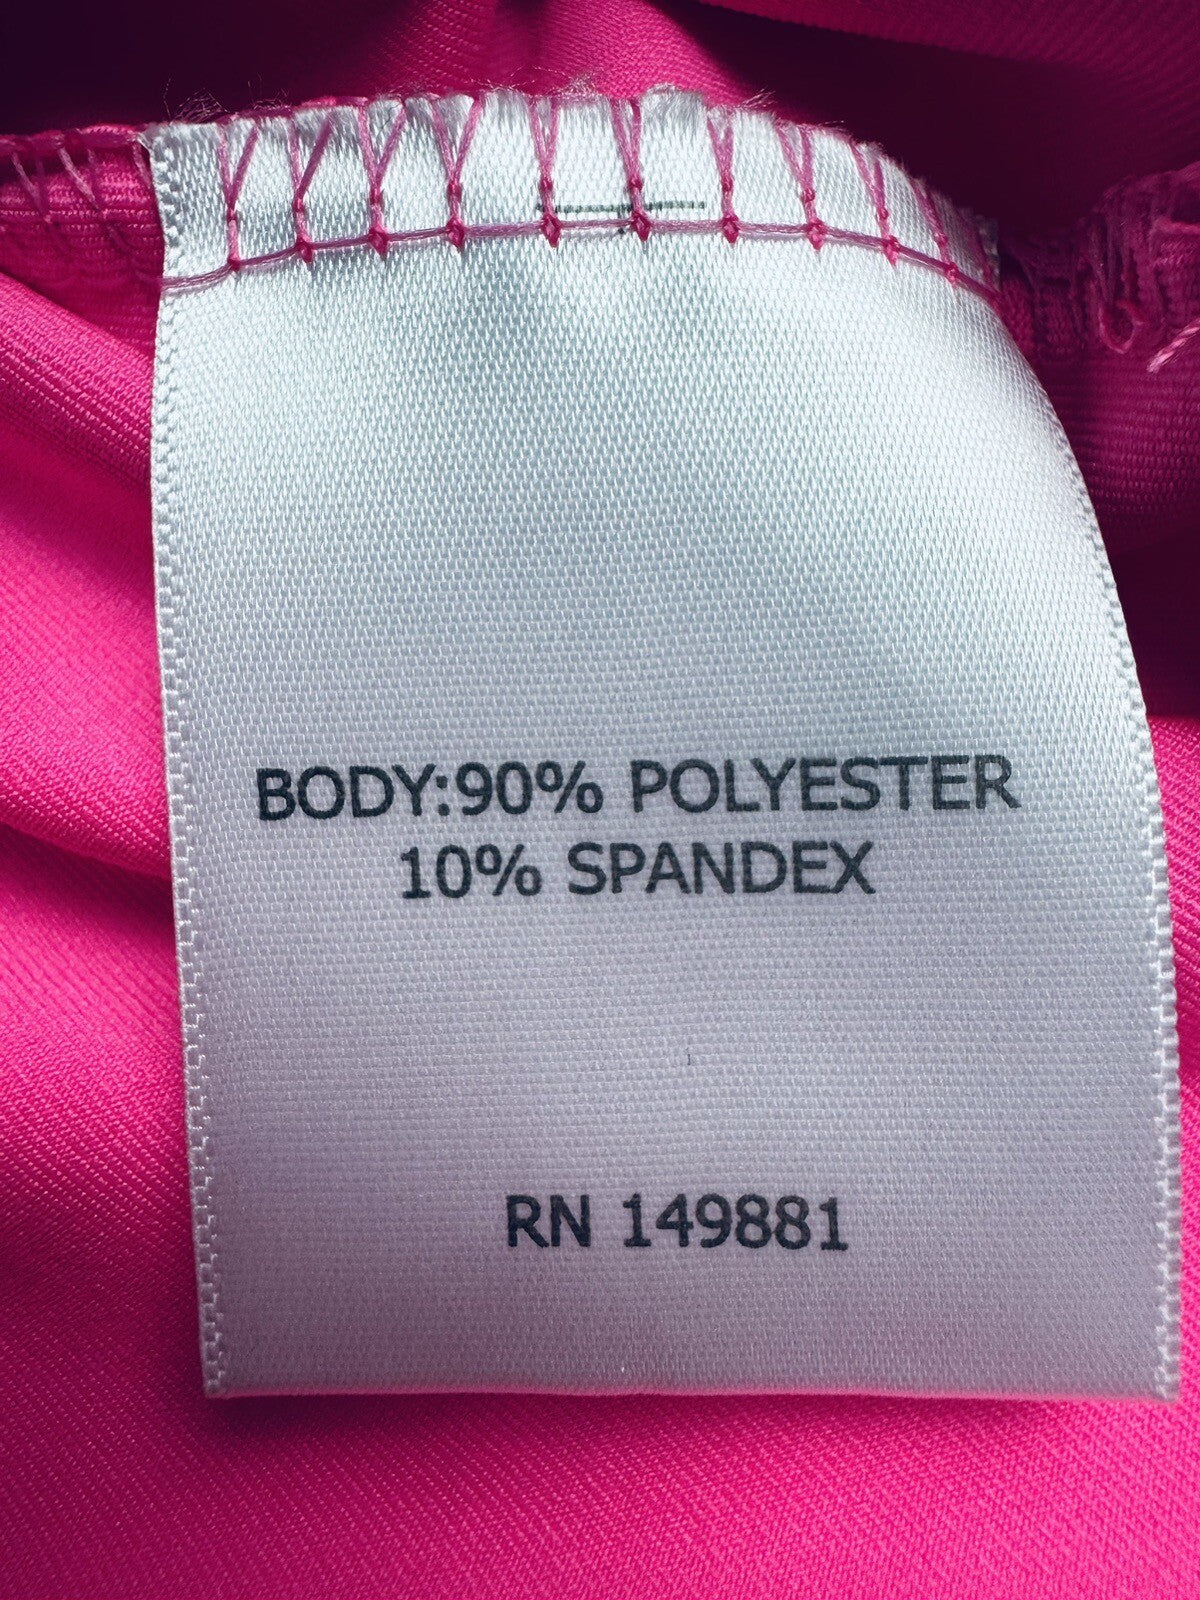 BODY:90% POLYESTER
10% SPANDEX
RN 149881